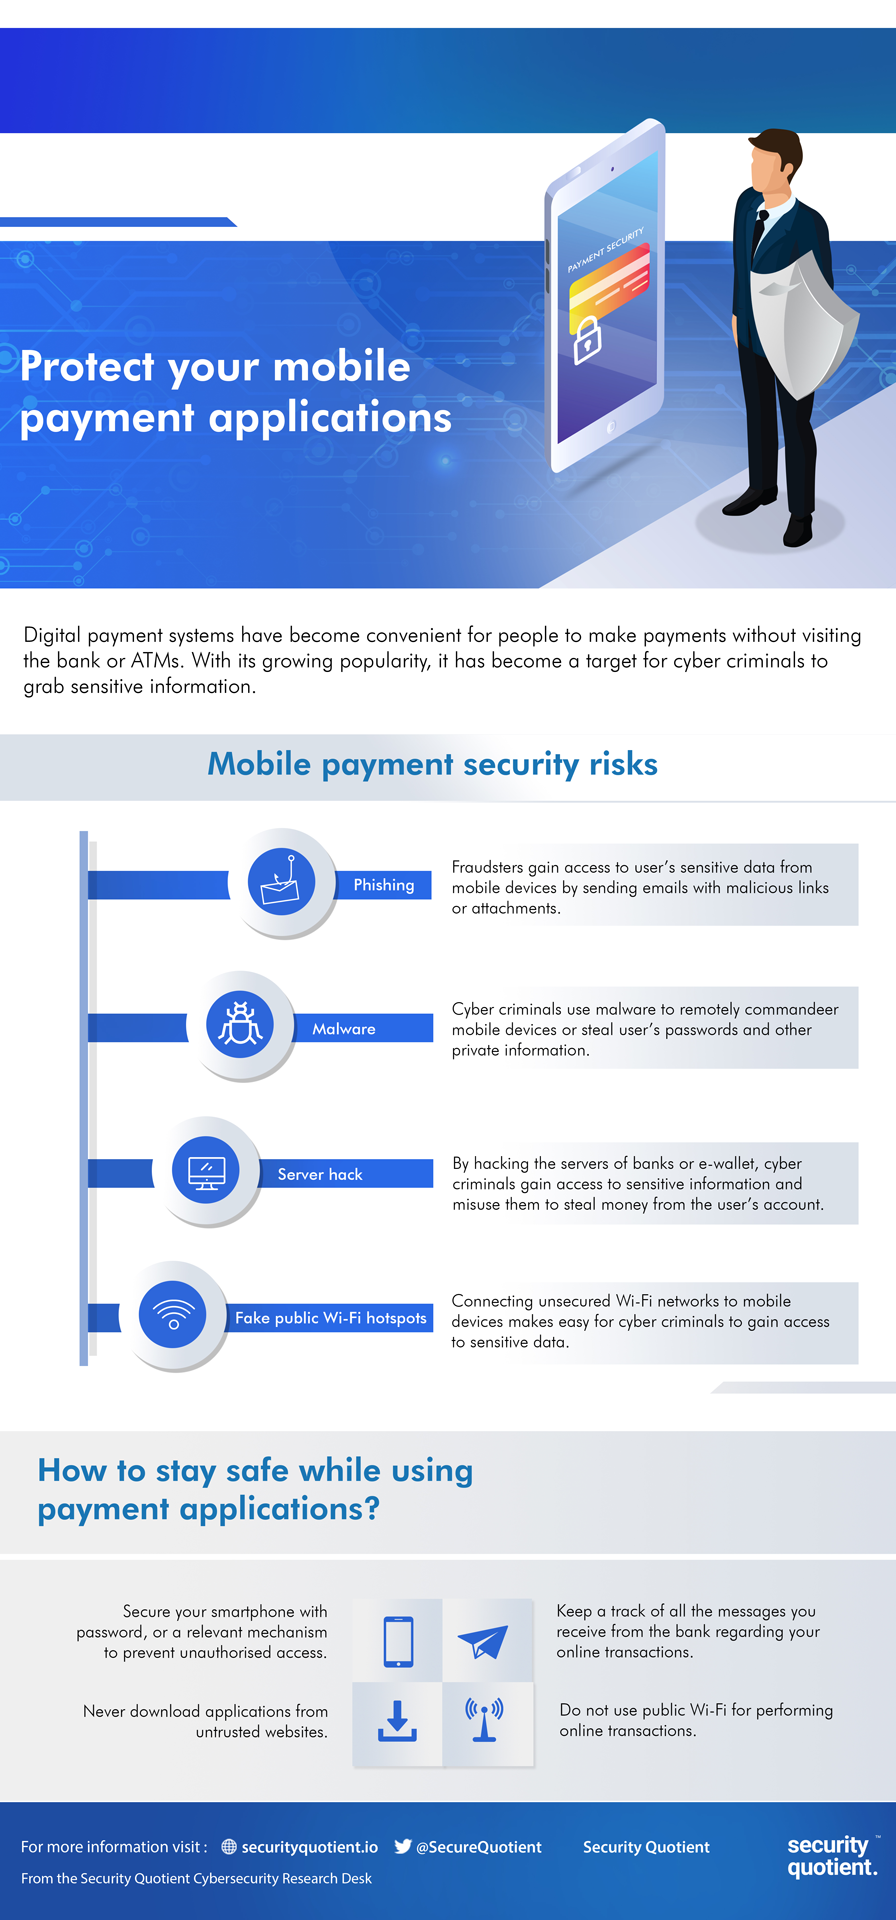 PAYMENT SECURITY
Protect your mobile
payment applications
Digital payment systems have become convenient for people to make payments without visiting
the bank or ATMs. With its growing popularity, it has become a target for cyber criminals to
grab sensitive information.
Mobile payment security risks
Phishing
Fraudsters gain access to user's sensitive data from
mobile devices by sending emails with malicious links
or attachments.
Malware
Cyber criminals use malware to remotely commandeer
mobile devices or steal user's passwords and other
private information.
Server hack
By hacking the servers of banks or e-wallet, cyber
criminals gain access to sensitive information and
misuse them to steal money from the user's account.
Fake public Wi-Fi hotspots
Connecting unsecured Wi-Fi networks to mobile
devices makes easy for cyber criminals to gain access
to sensitive data.
How to stay safe while using
payment applications?
Secure your smartphone with
password, or a relevant mechanism
to prevent unauthorised access.
Keep a track of all the messages you
receive from the bank regarding your
online transactions.
Never download applications from
untrusted websites.
Do not use public Wi-Fi for performing
online transactions.
For more information visit : securityquotient.io @SecureQuotient Security Quotient
From the Security Quotient Cybersecurity Research Desk
security
quotient.
™